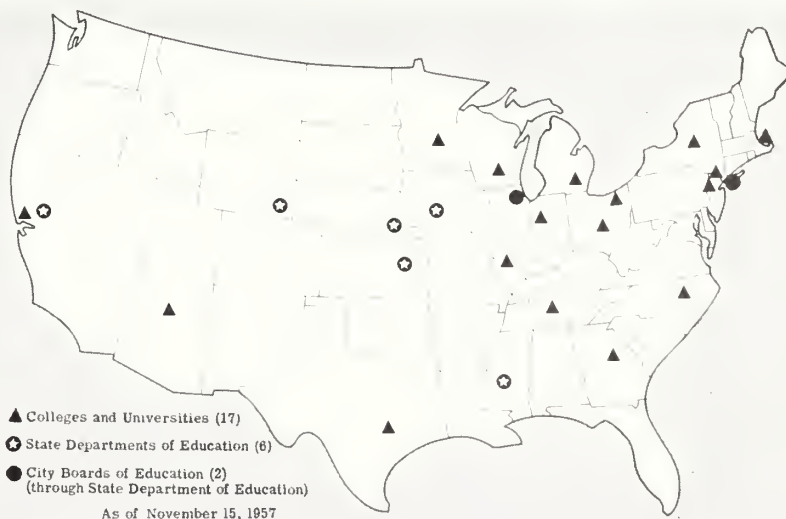 Colleges and Universities (17)
State Departments of Education (6)
City Boards of Education (2)
(through State Department of Education)
As of November 15, 1957